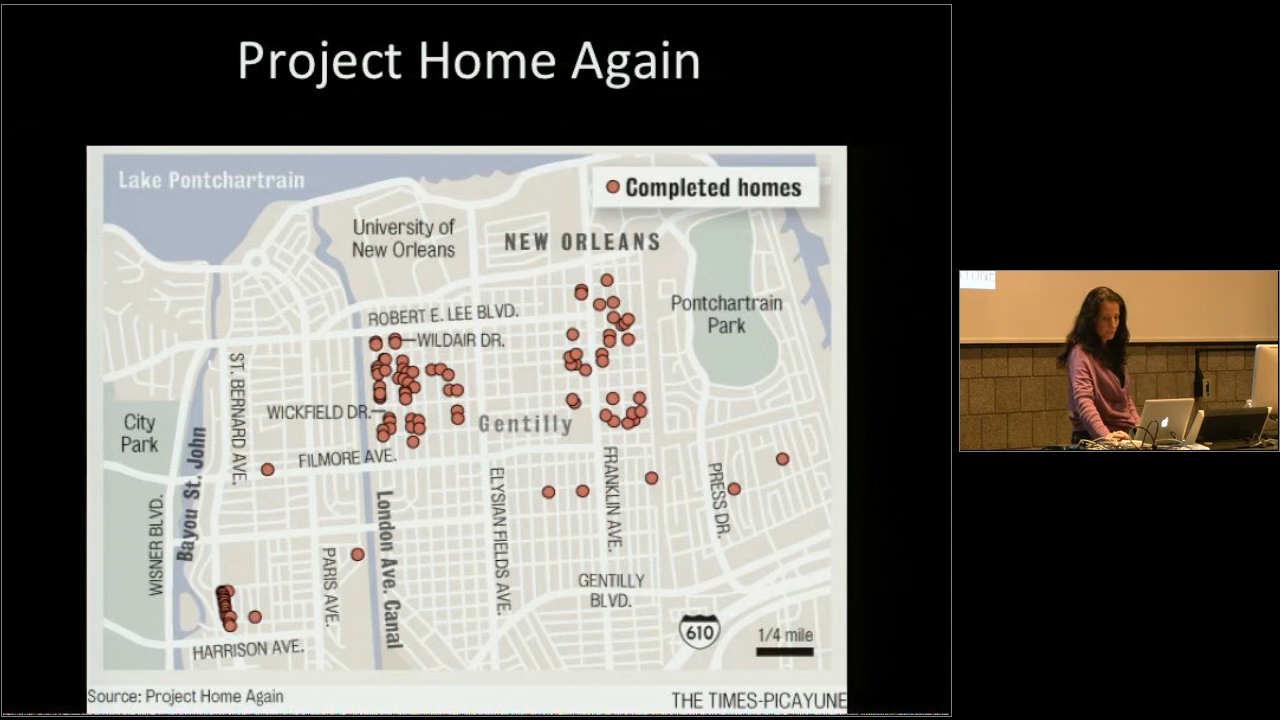 Project Home Again
Lake Pontchartrain
Completed homes
University of
New Orleans
NEW ORLEANS
Pontchartrain
Park
ROBERT E. LEE BLVD.
WILDAIR DR.
ST. BERNARD AVE.
WICKFIELD DR.
Gentilly
City
Park
FILMORE AVE.
Bayou St. John
WISNER BLVD.
London Ave. Canal
PARIS AVE.
ELYSIAN FIELDS AVE.
FRANKLIN AVE.
PRESS DR.
GENTILLY
BLVD.
610
1/4 mile
HARRISON AVE.
Source: Project Home Again
THE TIMES-PICAYUNE